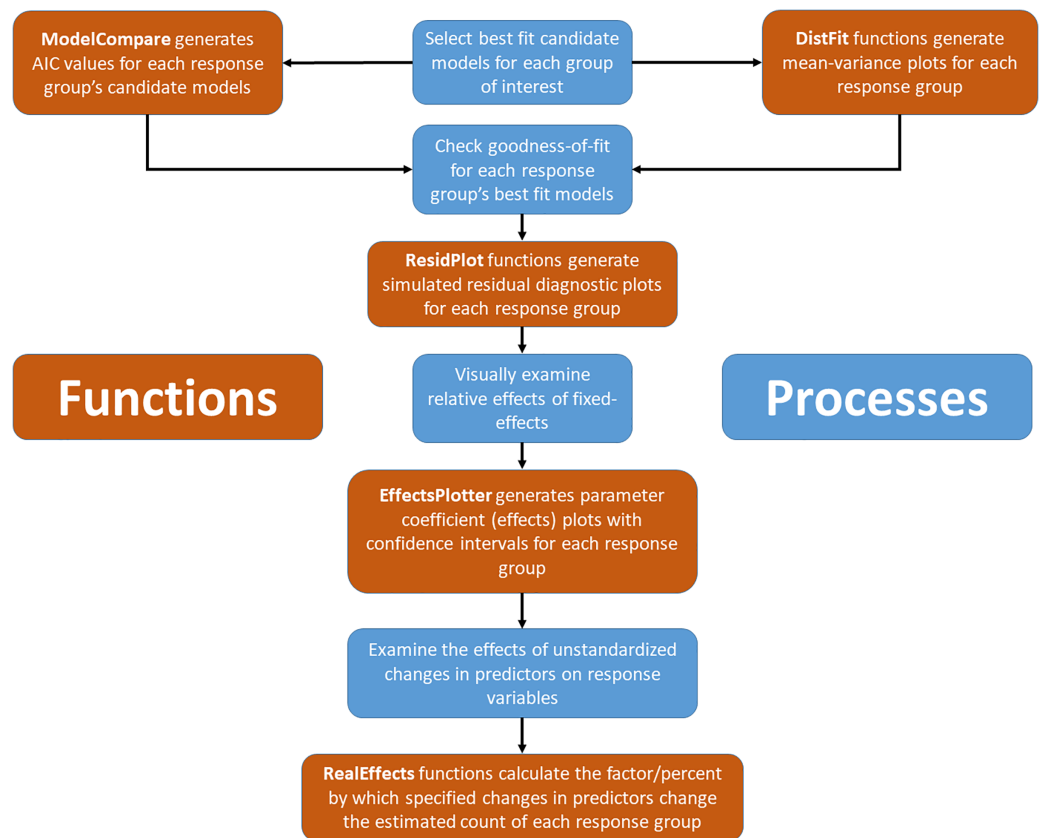 ModelCompare generates
AIC values for each response
group's candidate models
Select best fit candidate
models for each group
of interest
DistFit functions generate
mean-variance plots for each
response group
Check goodness-of-fit
for each response
group's best fit models
ResidPlot functions generate
simulated residual diagnostic plots
for each response group
Functions
Visually examine
relative effects of fixed-
effects
Processes
EffectsPlotter generates parameter
coefficient (effects) plots with
confidence intervals for each response
group
Examine the effects of unstandardized
changes in predictors on response
variables
RealEffects functions calculate the factor/percent
by which specified changes in predictors change
the estimated count of each response group